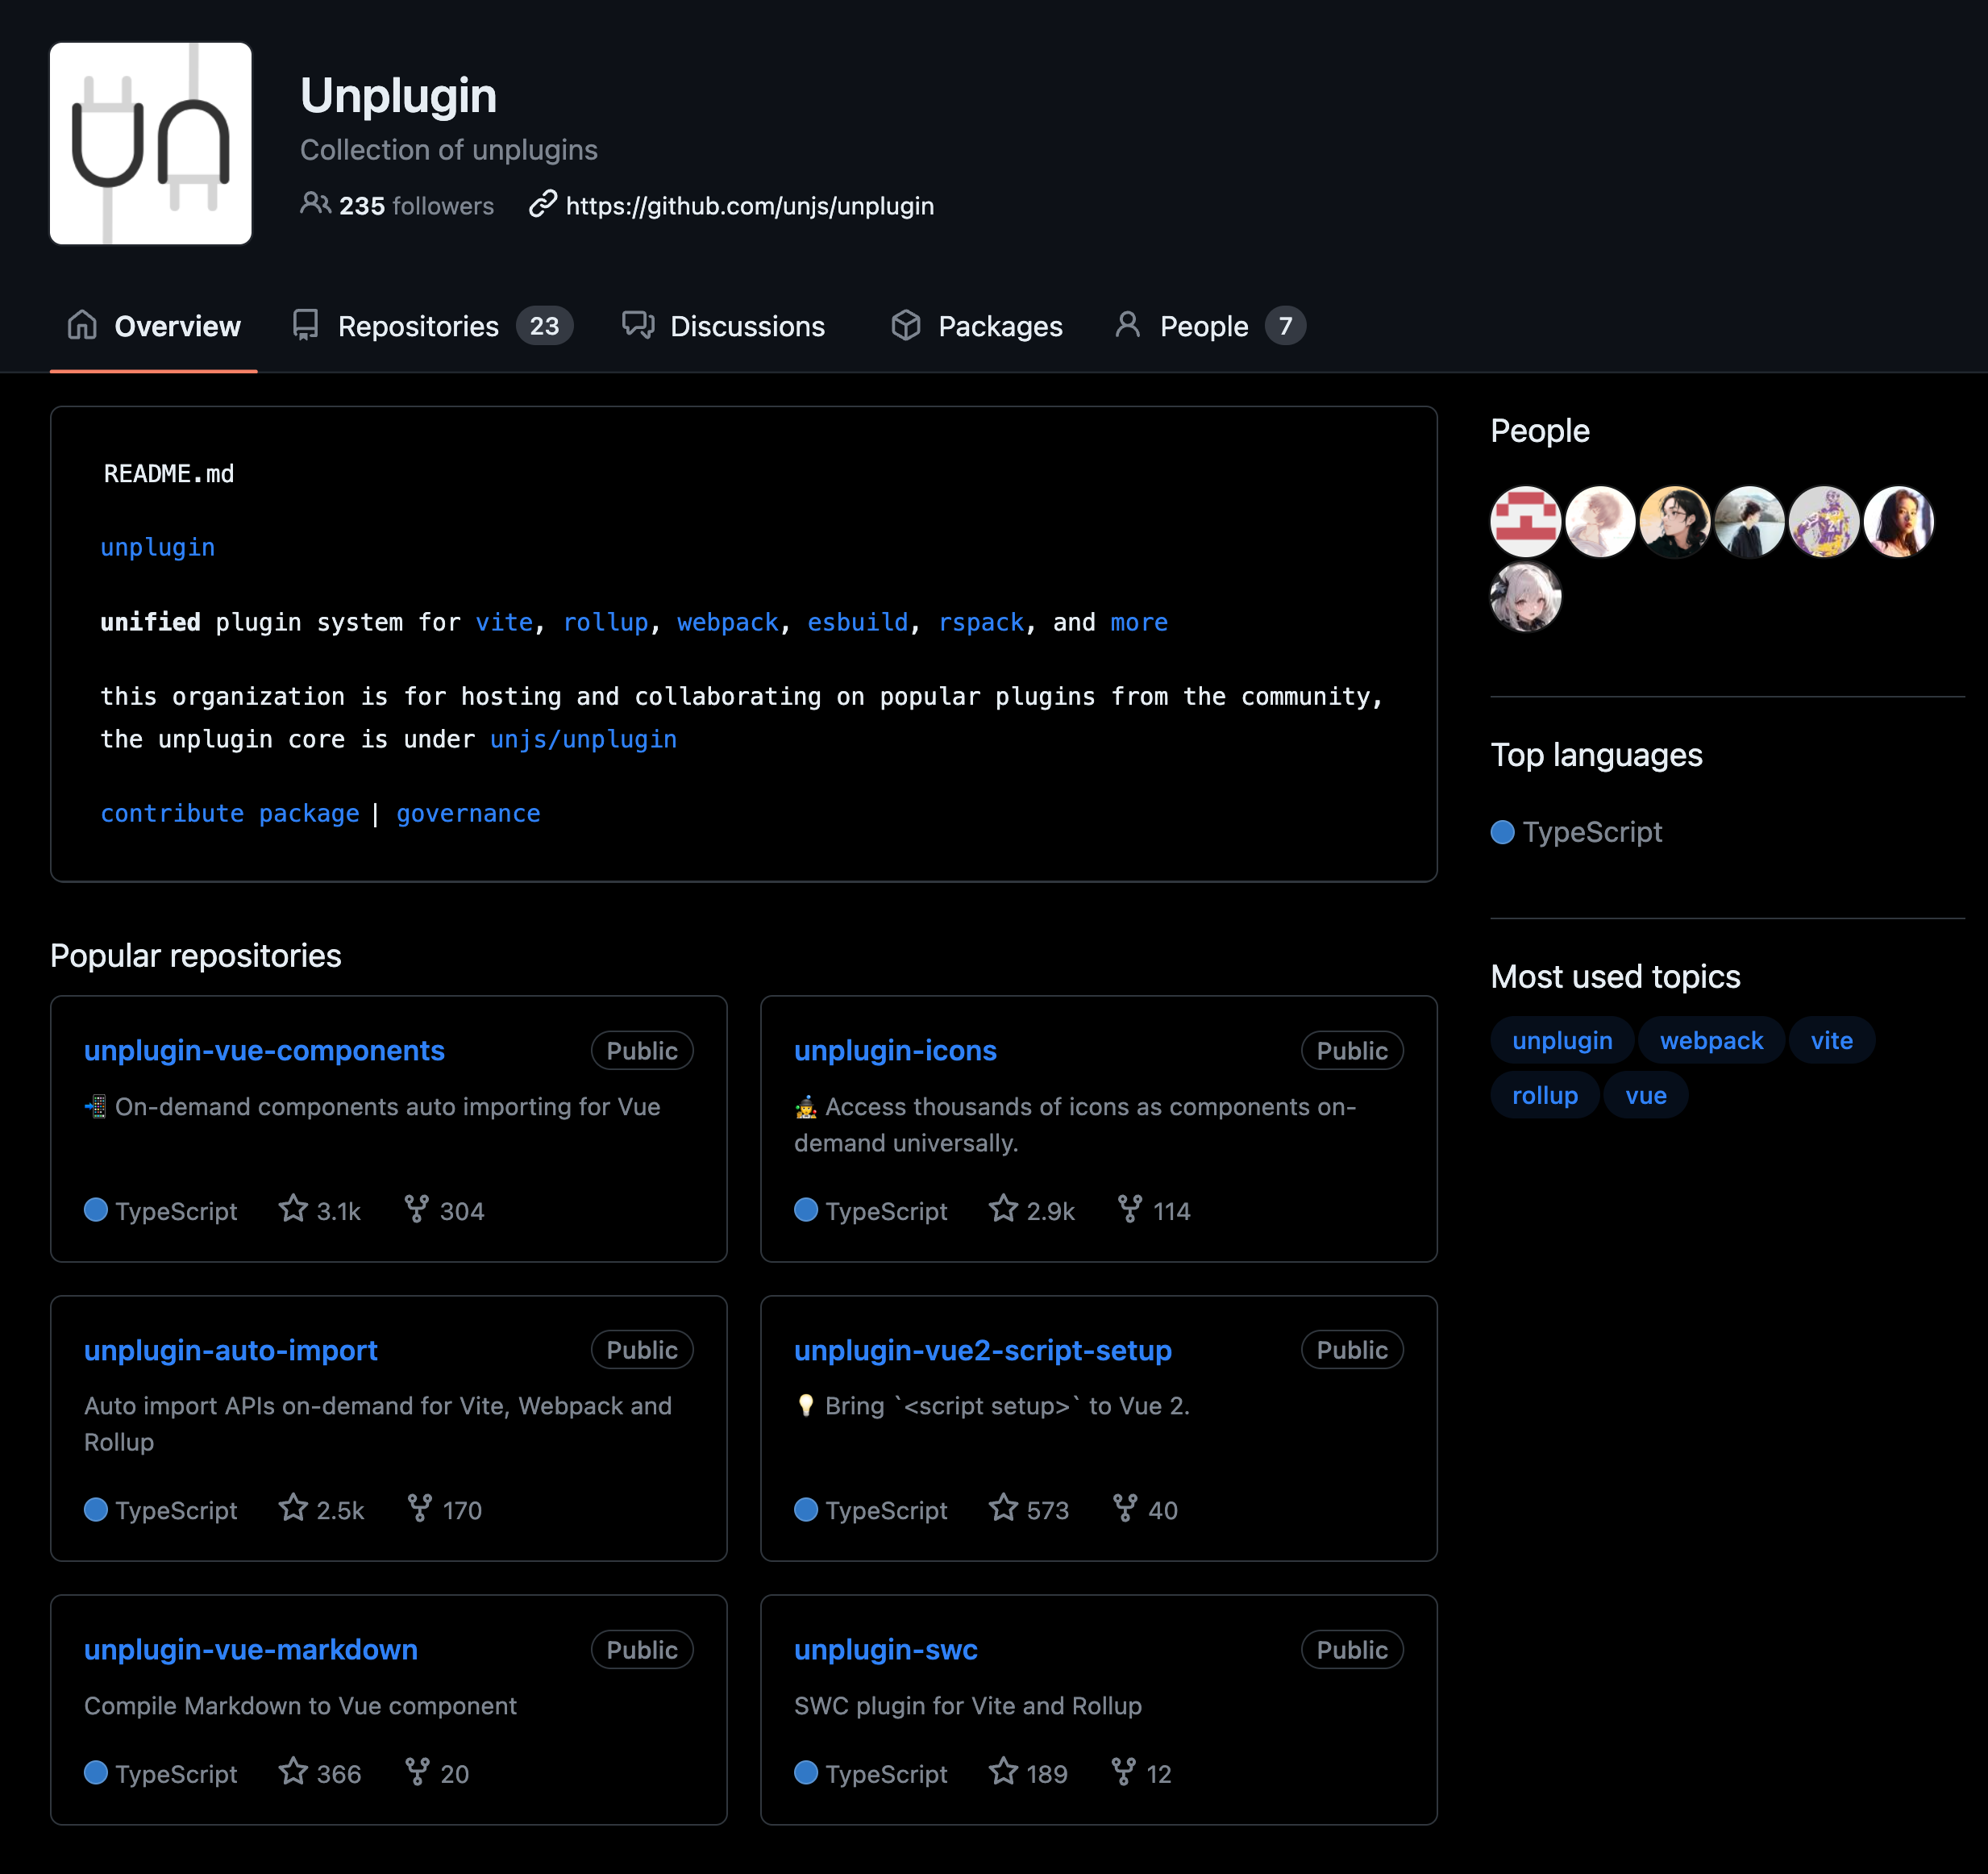 un
Unplugin
Collection of unplugins
235 followers https://github.com/unjs/unplugin
Overview Repositories 23 Discussions Packages People 7
README.md
unplugin
unified plugin system for vite, rollup, webpack, esbuild, rspack, and more
this organization is for hosting and collaborating on popular plugins from the community,
the unplugin core is under unjs/unplugin
contribute package | governance
Popular repositories
unplugin-vue-components Public
📲 On-demand components auto importing for Vue
TypeScript 3.1k 304
unplugin-icons Public
🤹 Access thousands of icons as components on-
demand universally.
TypeScript 2.9k 114
unplugin-auto-import Public
Auto import APIs on-demand for Vite, Webpack and
Rollup
TypeScript 2.5k 170
unplugin-vue2-script-setup Public
💡 Bring `<script setup>` to Vue 2.
TypeScript 573 40
unplugin-vue-markdown Public
Compile Markdown to Vue component
TypeScript 366 20
unplugin-swc Public
SWC plugin for Vite and Rollup
TypeScript 189 12
People
Top languages
TypeScript
Most used topics
unplugin webpack vite
rollup vue